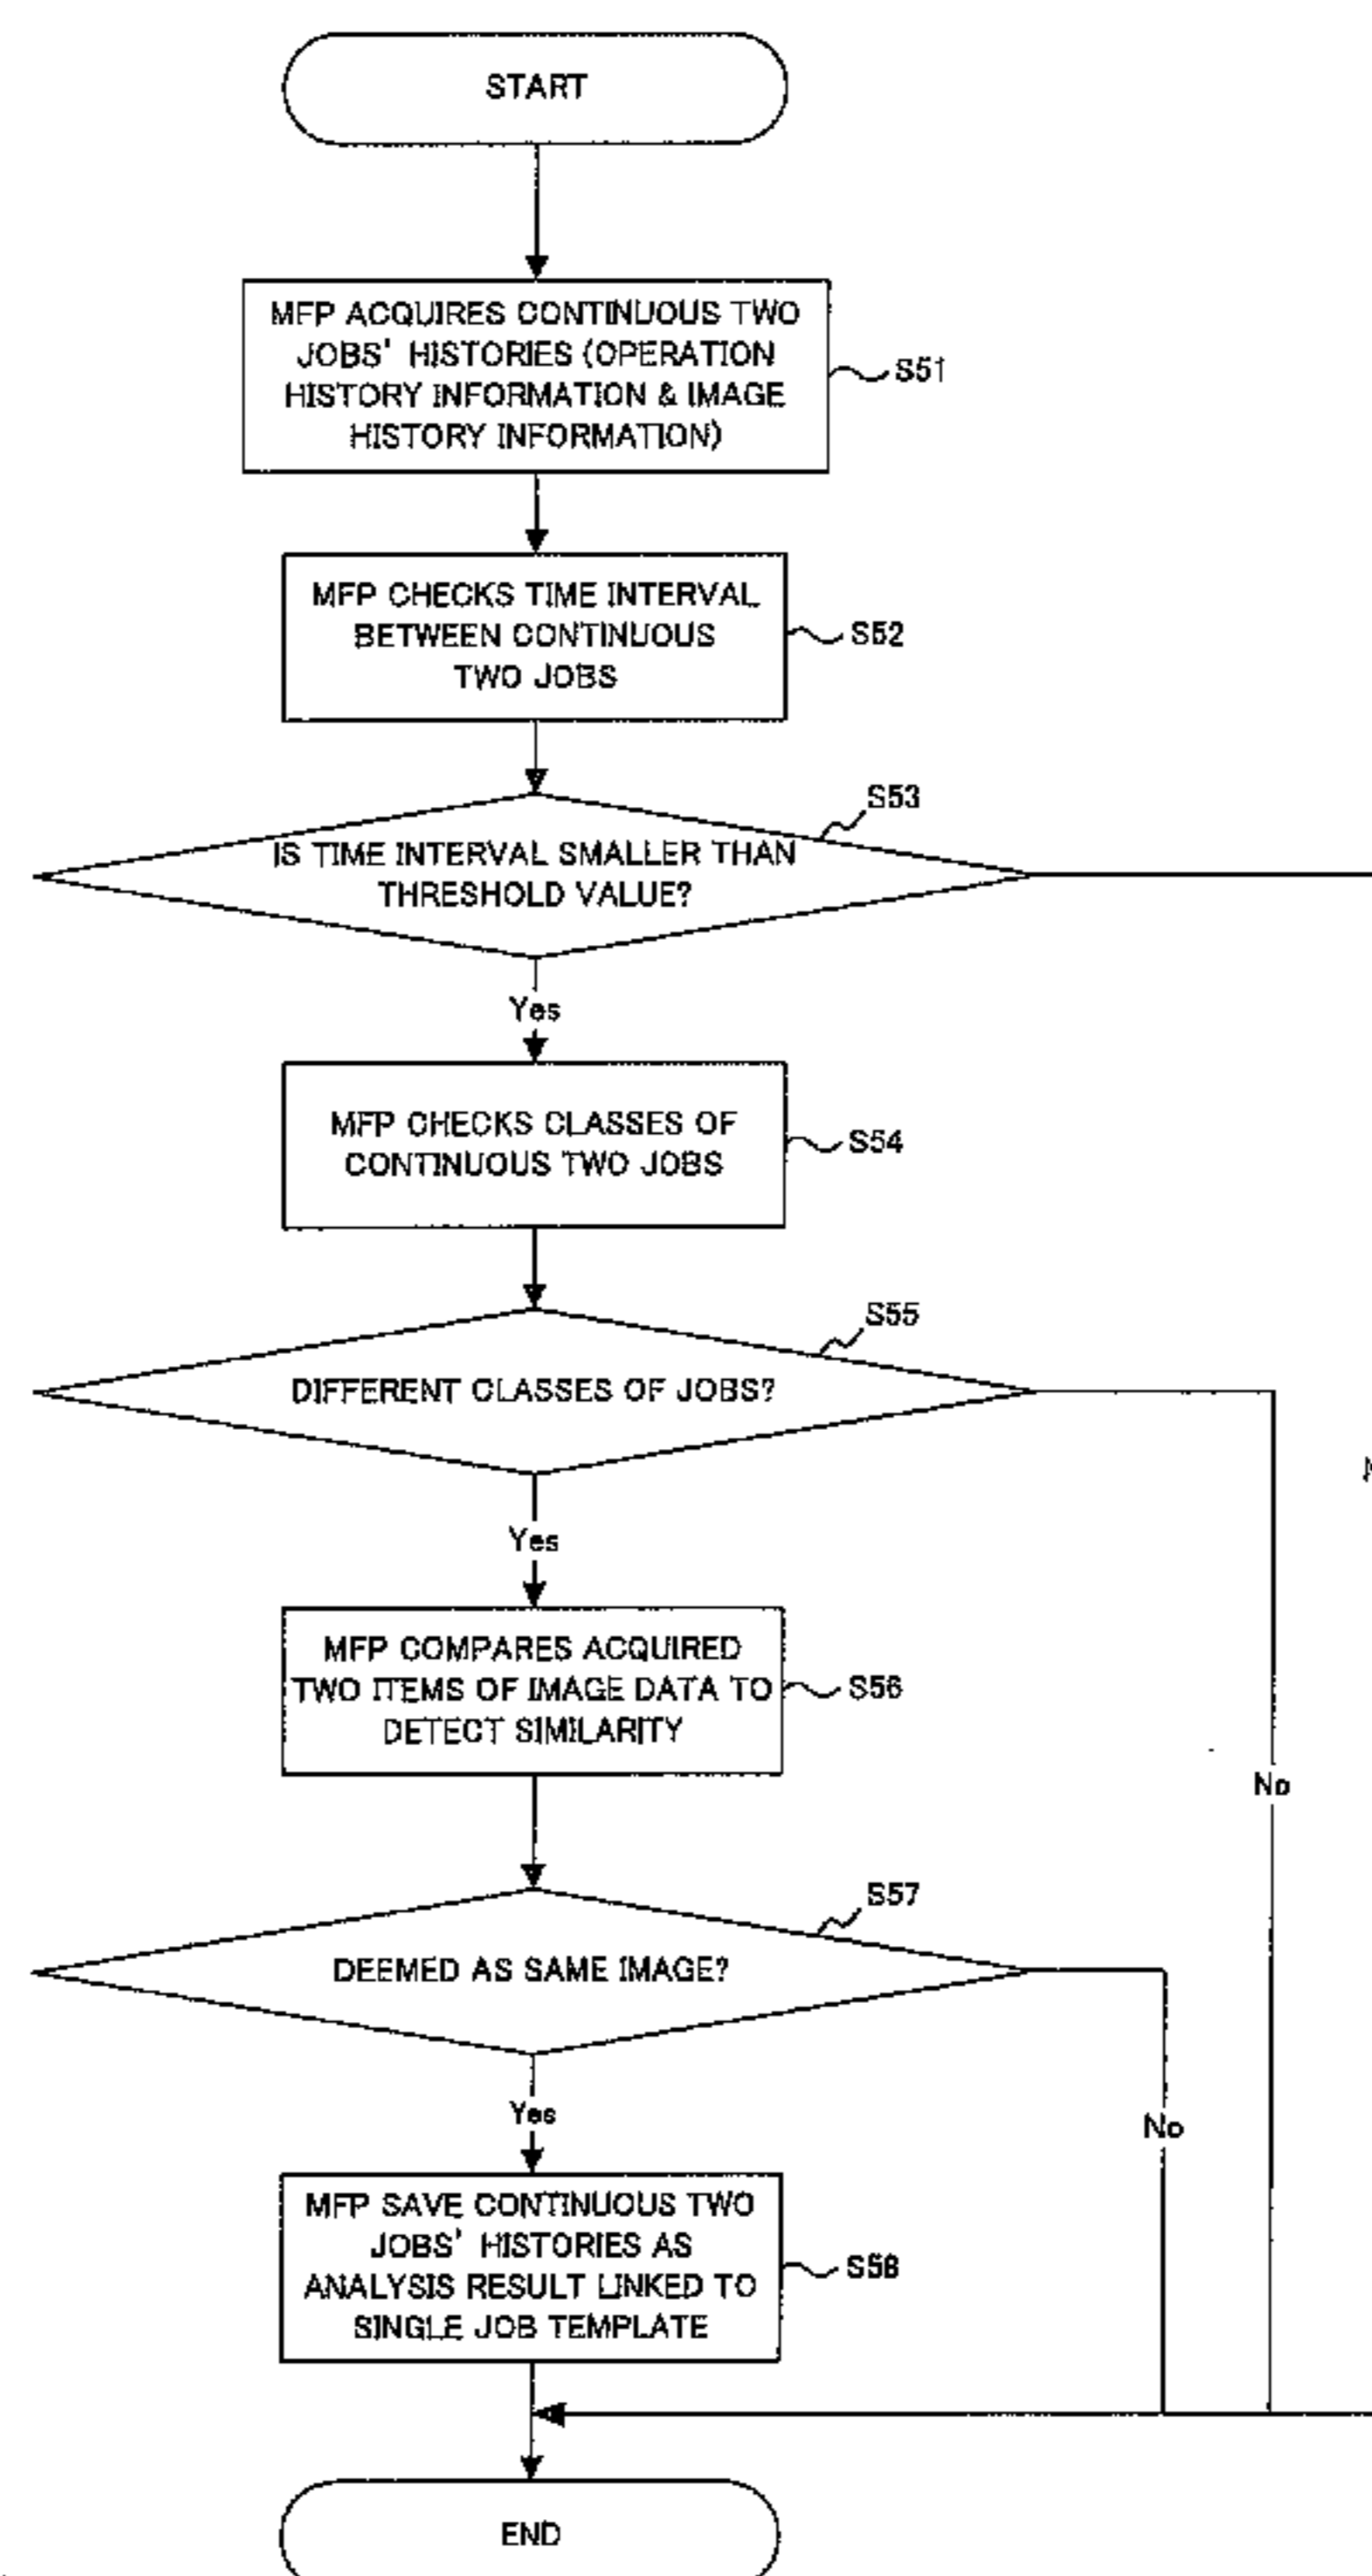 START
MFP ACQUIRES CONTINUOUS TWO
JOBS' HISTORIES (OPERATION
HISTORY INFORMATION & IMAGE
HISTORY INFORMATION)
S51
MFP CHECKS TIME INTERVAL
BETWEEN CONTINUOUS
TWO JOBS
S52
S53
IS TIME INTERVAL SMALLER THAN
THRESHOLD VALUE?
Yes
MFP CHECKS CLASSES OF
CONTINUOUS TWO JOBS
S54
S55
DIFFERENT CLASSES OF JOBS?
Yes
MFP COMPARES ACQUIRED
TWO ITEMS OF IMAGE DATA TO
DETECT SIMILARITY
S56
No
S57
DEEMED AS SAME IMAGE?
Yes
No
MFP SAVE CONTINUOUS TWO
JOBS' HISTORIES AS
ANALYSIS RESULT LINKED TO
SINGLE JOB TEMPLATE
S58
END